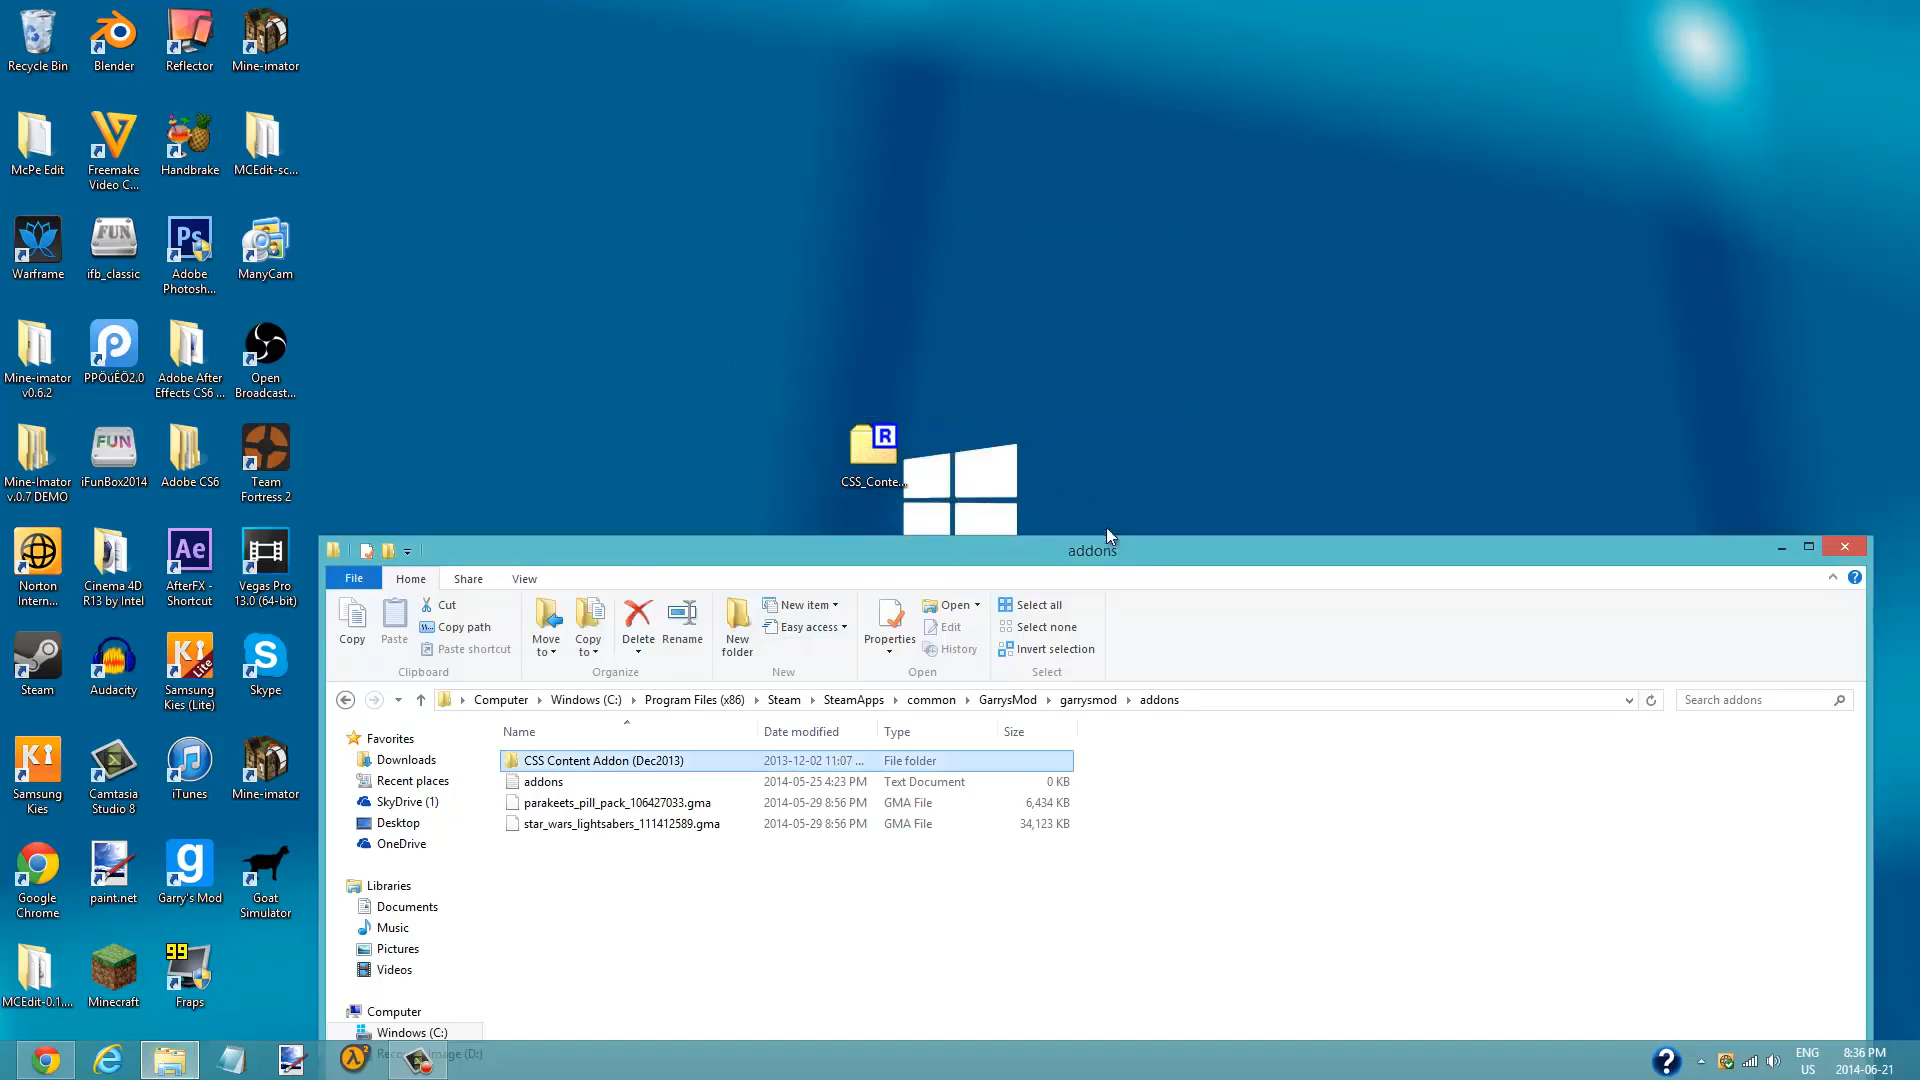 Recycle Bin
Blender
Reflector
Mine-imator
McPe Edit
Freemake
Video C...
Handbrake
MCEdit-sc...
Warframe
FUN
ifb_classic
Ps
Adobe
Photosh...
ManyCam
Mine-imator
v0.6.2
PPÖúÊÖ2.0
Adobe After
Effects CS6 ...
Open
Broadcast...
Mine-Imator
v.0.7 DEMO
FUN
iFunBox2014
Adobe CS6
Team
Fortress 2
Norton
Intern...
Cinema 4D
R13 by Intel
Ae
AfterFX -
Shortcut
Vegas Pro
13.0 (64-bit)
Steam
Audacity
Ki
Lite
Samsung
Kies (Lite)
S
Skype
Ki
Samsung
Kies
Camtasia
Studio 8
iTunes
Mine-imator
Google
Chrome
paint.net
g
Garry's Mod
Goat
Simulator
MCEdit-0.1....
Minecraft
99
Fraps
R
CSS_Conte...
addons
File
Home
Share
View
Copy
Paste
Cut
Copy path
Paste shortcut
Clipboard
Move
to
Copy
to
Delete
Rename
Organize
New
folder
New item
Easy access
New
Properties
Open
Edit
History
Open
Select all
Select none
Invert selection
Select
Computer
Windows (C:)
Program Files (x86)
Steam
SteamApps
common
GarrysMod
garrysmod
addons
Search addons
Name
Date modified
Type
Size
CSS Content Addon (Dec2013)
2013-12-02 11:07 ...
File folder
addons
2014-05-25 4:23 PM
Text Document
0 KB
parakeets_pill_pack_106427033.gma
2014-05-29 8:56 PM
GMA File
6,434 KB
star_wars_lightsabers_111412589.gma
2014-05-29 8:56 PM
GMA File
34,123 KB
Favorites
Downloads
Recent places
SkyDrive (1)
Desktop
OneDrive
Libraries
Documents
Music
Pictures
Videos
Computer
Windows (C:)
ENG
US
8:36 PM
2014-06-21